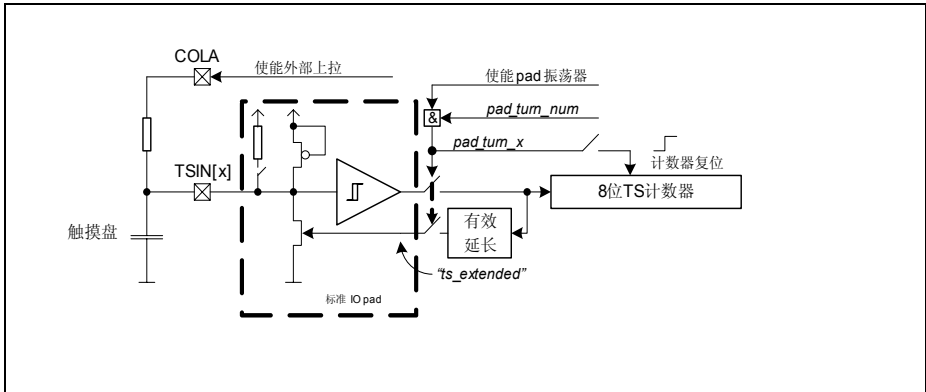 COLA
使能外部上拉
使能pad振荡器
&
pad_turn_num
pad_turn_x
计数器复位
TSIN[x]
8位TS计数器
触摸盘
有效
延长
“ts_extended”
标准 IO pad